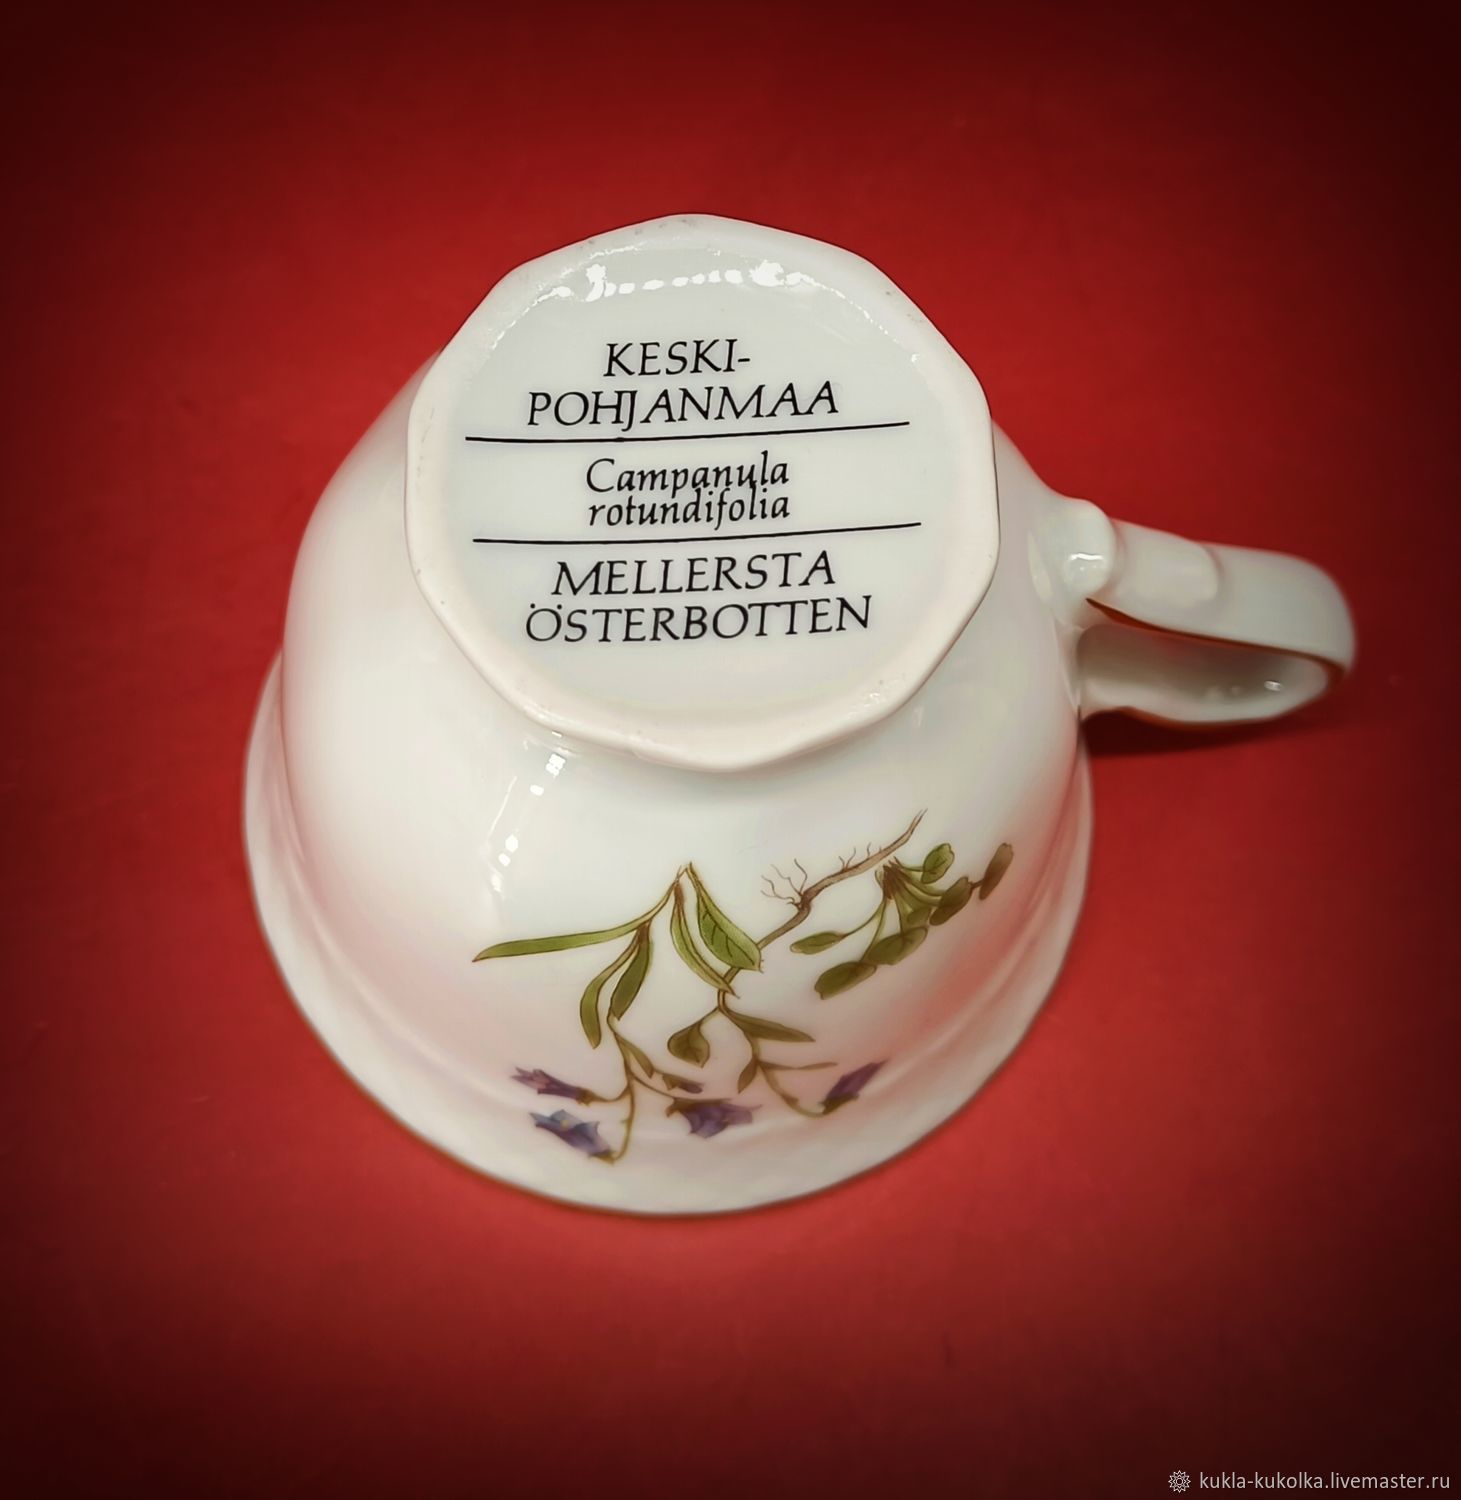 KESKI-
POHJANMAA
Campanula
rotundifolia
MELLERSTA
ÖSTERBOTTEN
kukla-kukolka.livemaster.ru